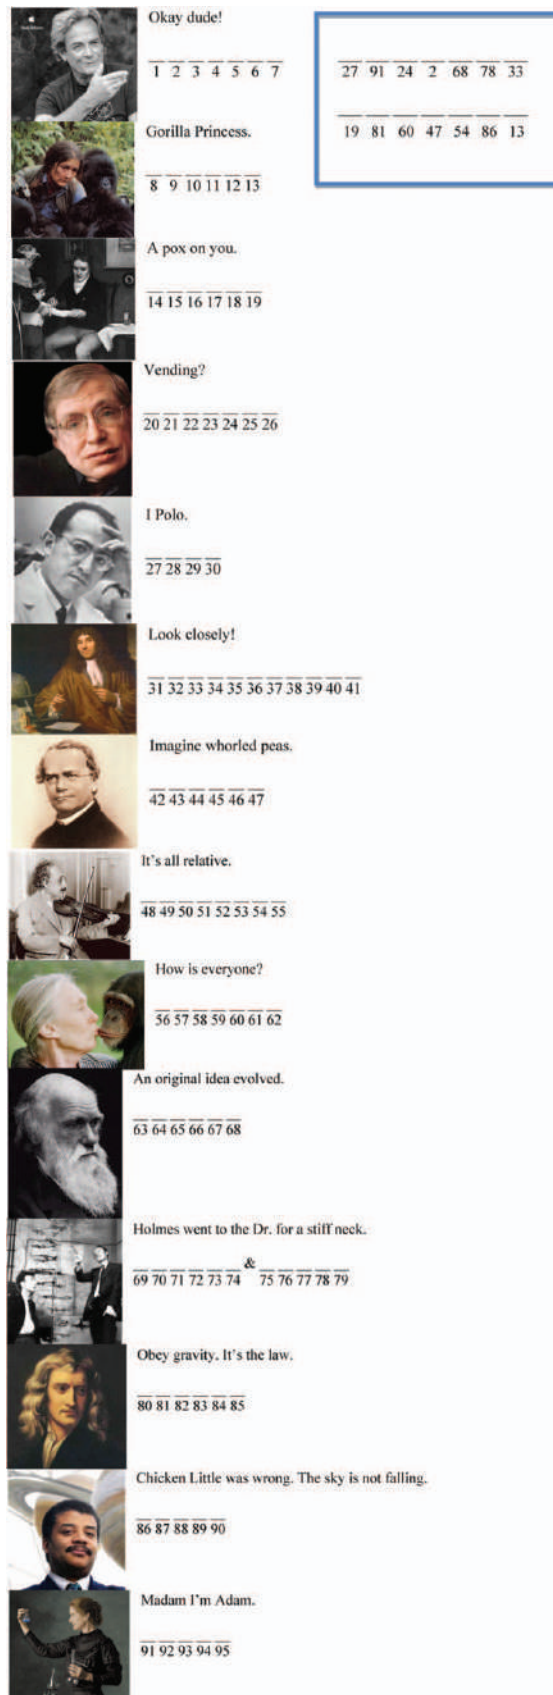 Okay dude!
1 2 3 4 5 6 7
27 91 24 2 68 78 33
19 81 60 47 54 86 13
Gorilla Princess.
8 9 10 11 12 13
A pox on you.
14 15 16 17 18 19
Vending?
20 21 22 23 24 25 26
I Polo.
27 28 29 30
Look closely!
31 32 33 34 35 36 37 38 39 40 41
Imagine whorled peas.
42 43 44 45 46 47
It's all relative.
48 49 50 51 52 53 54 55
How is everyone?
56 57 58 59 60 61 62
An original idea evolved.
63 64 65 66 67 68
Holmes went to the Dr. for a stiff neck.
&
69 70 71 72 73 74 75 76 77 78 79
Obey gravity. It's the law.
80 81 82 83 84 85
Chicken Little was wrong. The sky is not falling.
86 87 88 89 90
Madam I'm Adam.
91 92 93 94 95